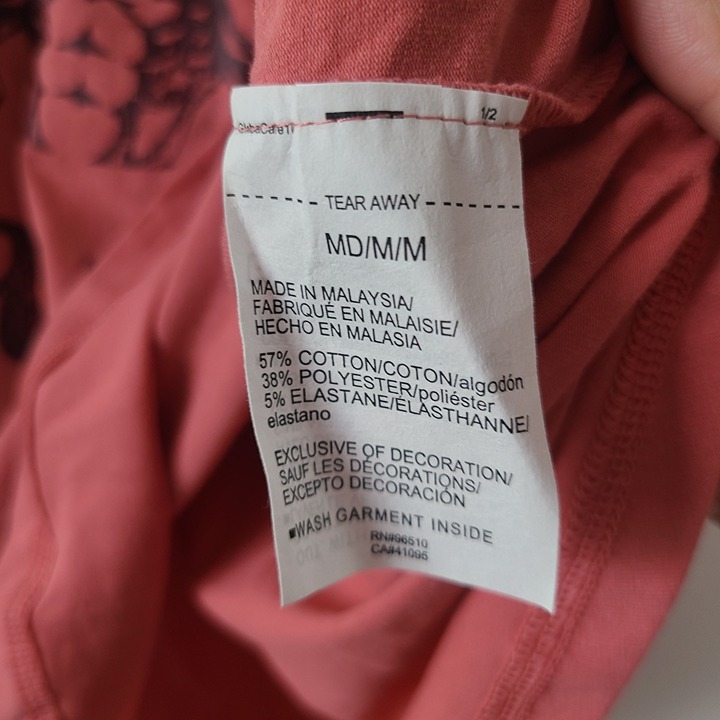 1/2
TEAR AWAY
MD/M/M
MADE IN MALAYSIA/
FABRIQUÉ EN MALAISIE/
HECHO EN MALASIA
57% COTTON/COTON/algodón
38% POLYESTER/poliéster
5% ELASTANE/ÉLASTHANNE/
elastano
EXCLUSIVE OF DECORATION/
SAUF LES DÉCORATIONS/
EXCEPTO DECORACIÓN
■WASH GARMENT INSIDE
RN#96510
CA#41095